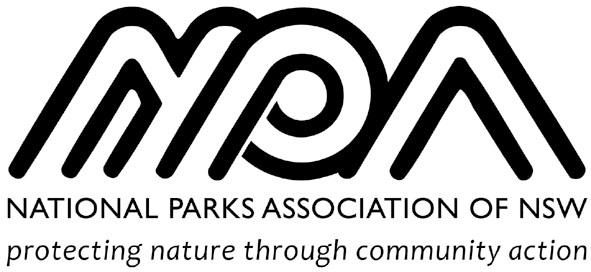 NPA
NATIONAL PARKS ASSOCIATION OF NSW
protecting nature through community action